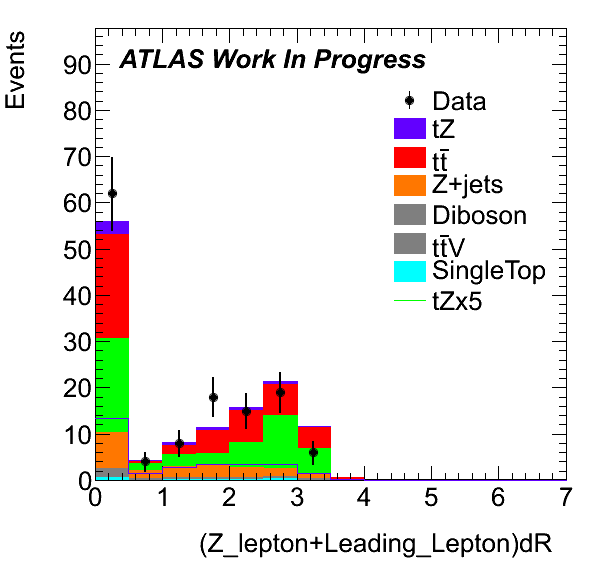 Events
ATLAS Work In Progress
90
80
70
60
50
40
30
20
10
0
Data
tZ
tt̄
Z+jets
Diboson
tt̄V
SingleTop
tZx5
0 1 2 3 4 5 6 7
(Z_lepton+Leading_Lepton)dR